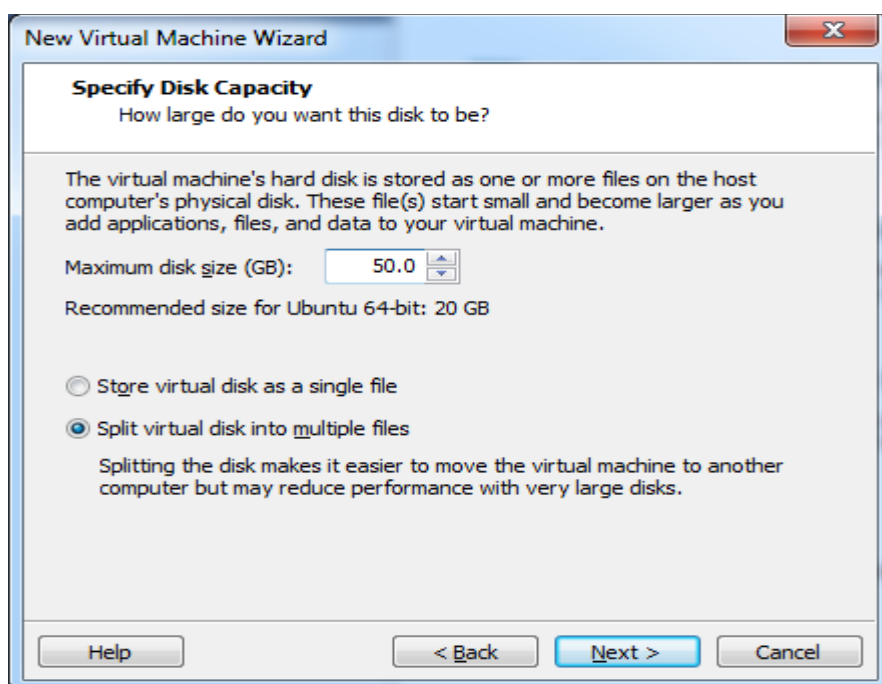 New Virtual Machine Wizard
Specify Disk Capacity
How large do you want this disk to be?
The virtual machine's hard disk is stored as one or more files on the host
computer's physical disk. These file(s) start small and become larger as you
add applications, files, and data to your virtual machine.
Maximum disk size (GB): 50.0
Recommended size for Ubuntu 64-bit: 20 GB
Store virtual disk as a single file
Split virtual disk into multiple files
Splitting the disk makes it easier to move the virtual machine to another
computer but may reduce performance with very large disks.
Help < Back Next > Cancel